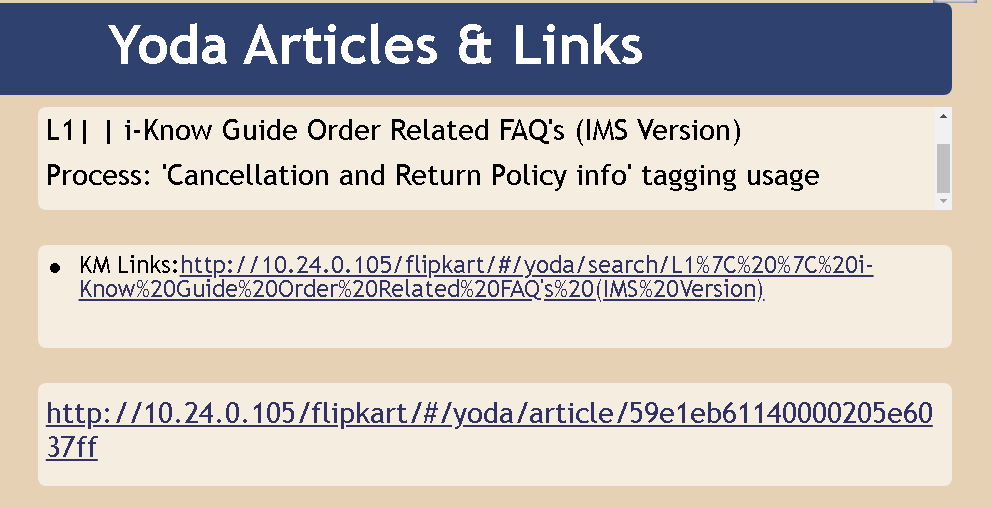 Yoda Articles & Links
L1| | i-Know Guide Order Related FAQ's (IMS Version)
Process: 'Cancellation and Return Policy info' tagging usage
• KM Links:http://10.24.0.105/flipkart/#/yoda/search/L1%7C%20%7C%20i-
Know%20Guide%20Order%20Related%20FAQ's%20(IMS%20Version)
http://10.24.0.105/flipkart/#/yoda/article/59e1eb61140000205e60
37ff